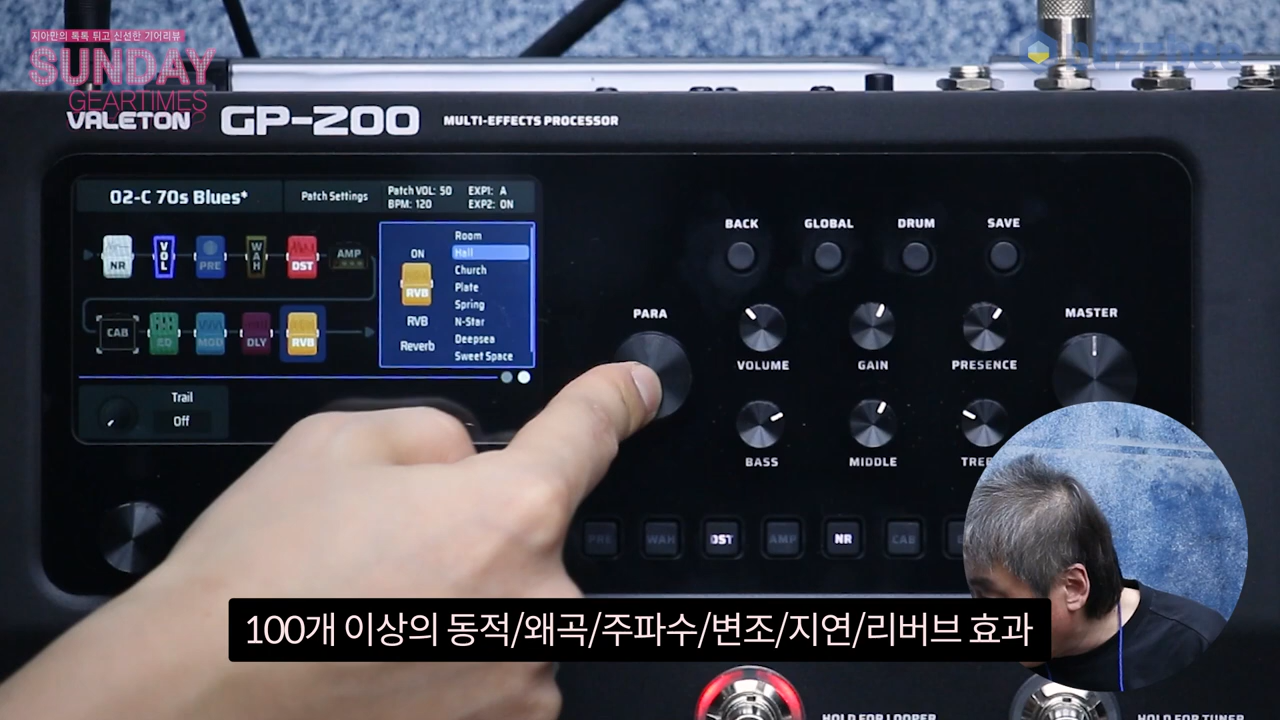 지아만의 톡톡 튀고 신선한 기어리뷰
SUNDAY
GEARTIMES
VALETON GP-200 MULTI-EFFECTS PROCESSOR
02-C 70s Blues* Patch Settings Patch VOL: 50 EXP1: A
BPM: 120 EXP2: ON
NR VOL PRE WAH DST AMP
CAB EQ MOD DLY RVB
ON
RVB
RVB
Reverb
Room
Hall
Church
Plate
Spring
N-Star
Deepsea
Sweet Space
Trail
Off
BACK GLOBAL DRUM SAVE
PARA
MASTER
VOLUME GAIN PRESENCE
BASS MIDDLE
PRE WAH DST AMP NR CAB
100개 이상의 동적/왜곡/주파수/변조/지연/리버브 효과
HOLD FOR LOOPER HOLD FOR TUNER